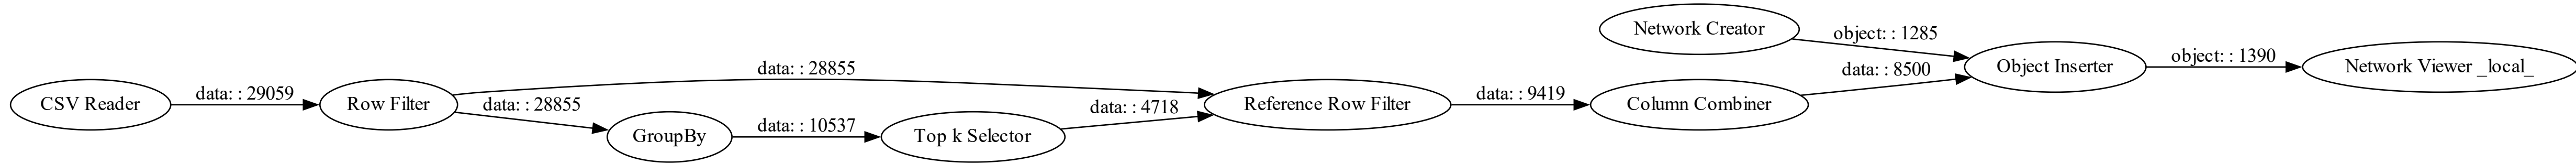 CSV Reader
data: : 29059
Row Filter
data: : 28855
data: : 28855
GroupBy
data: : 10537
Top k Selector
data: : 4718
Reference Row Filter
data: : 9419
Column Combiner
Network Creator
object: : 1285
data: : 8500
Object Inserter
object: : 1390
Network Viewer _local_